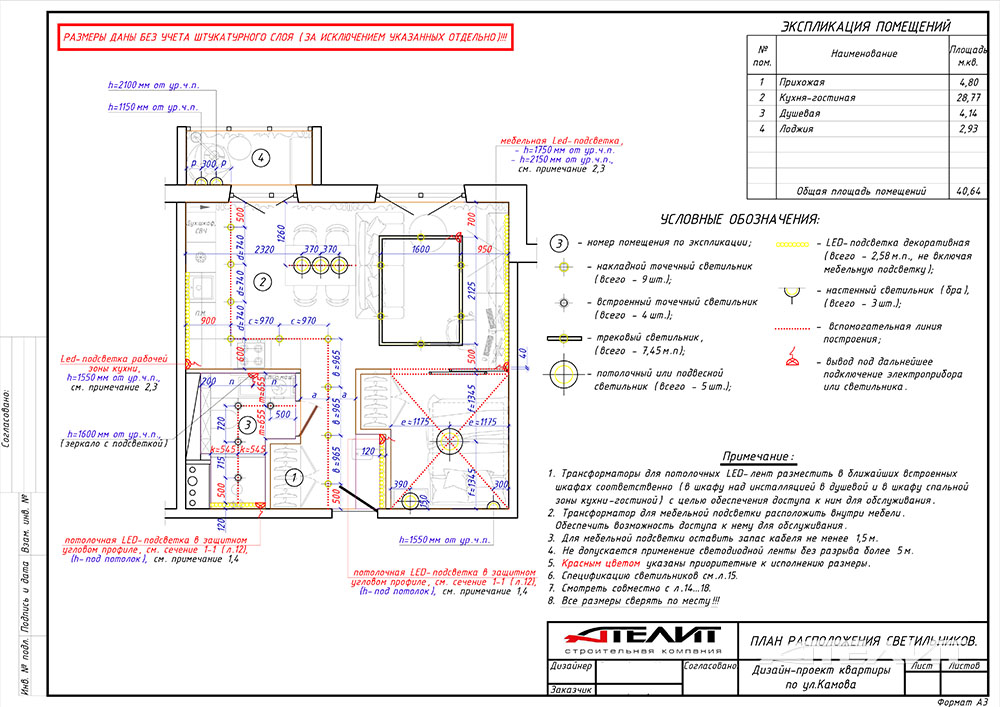 РАЗМЕРЫ ДАНЫ БЕЗ УЧЕТА ШТУКАТУРНОГО СЛОЯ (ЗА ИСКЛЮЧЕНИЕМ УКАЗАННЫХ ОТДЕЛЬНО)!!!
ЭКСПЛИКАЦИЯ ПОМЕЩЕНИЙ
№ пом.
Наименование
Площадь м.кв.
1 Прихожая 4,80
2 Кухня-гостиная 28,77
3 Душевая 4,14
4 Лоджия 2,93
Общая площадь помещений 40,64
h=2100 мм от ур.ч.п.
h=1150 мм от ур.ч.п.
4
P 300 P
мебельная Led-подсветка,
- h=1750 мм от ур.ч.п.
- h=2150 мм от ур.ч.п.,
см. примечание 2,3
500
1260
700
2320
370 370
1600
950
d=740
d=740
d=740
2
2125
ПМ
900
c=970 c=970
600
500
40
Led-подсветка рабочей
зоны кухни,
h=1550 мм от ур.ч.п.,
см. примечание 2,3
200 п п
m=655
m=655
500
a a
в=965
в=965
в=965
f=1345
f=1345
e=1175 e=1175
h=1600 мм от ур.ч.п.,
(зеркало с подсветкой)
720
3
к=545 к=545
715
500
120
1
500
120
390
150
300
h=1550 мм от ур.ч.п.
потолочная LED-подсветка в защитном
угловом профиле, см. сечение 1-1 (л.12),
(h-под потолок), см. примечание 1,4
потолочная LED-подсветка в защитном
угловом профиле, см. сечение 1-1 (л.12),
(h-под потолок), см. примечание 1,4
УСЛОВНЫЕ ОБОЗНАЧЕНИЯ:
3 - номер помещения по экспликации;
- накладной точечный светильник
(всего - 9 шт.);
- встроенный точечный светильник
(всего - 4 шт.);
- трековый светильник,
(всего - 7,45 м.п);
- потолочный или подвесной
светильник (всего - 5 шт.);
- LED-подсветка декоративная
(всего - 2,58 м.п., не включая
мебельную подсветку);
- настенный светильник (бра),
(всего - 3 шт.);
- вспомогательная линия
построения;
- вывод под дальнейшее
подключение электроприбора
или светильника.
Примечание:
1. Трансформаторы для потолочных LED-лент разместить в ближайших встроенных
шкафах соответственно (в шкафу над инсталляцией в душевой и в шкафу спальной
зоны кухни-гостиной) с целью обеспечения доступа к ним для обслуживания.
2. Трансформатор для мебельной подсветки расположить внутри мебели.
Обеспечить возможность доступа к нему для обслуживания.
3. Для мебельной подсветки оставить запас кабеля не менее 1,5 м.
4. Не допускается применение светодиодной ленты без разрыва более 5 м.
5. Красным цветом указаны приоритетные к исполнению размеры.
6. Спецификацию светильников см.л.15.
7. Смотреть совместно с л.14...18.
8. Все размеры сверять по месту!!!
АТЕЛИТ
строительная компания
ПЛАН РАСПОЛОЖЕНИЯ СВЕТИЛЬНИКОВ.
Дизайнер
Согласовано
Заказчик
Дизайн-проект квартиры
по ул.Камова
Лист Листов
Формат А3
Согласовано:
Взам. инв. №
Подпись и дата
Инв. № подл.